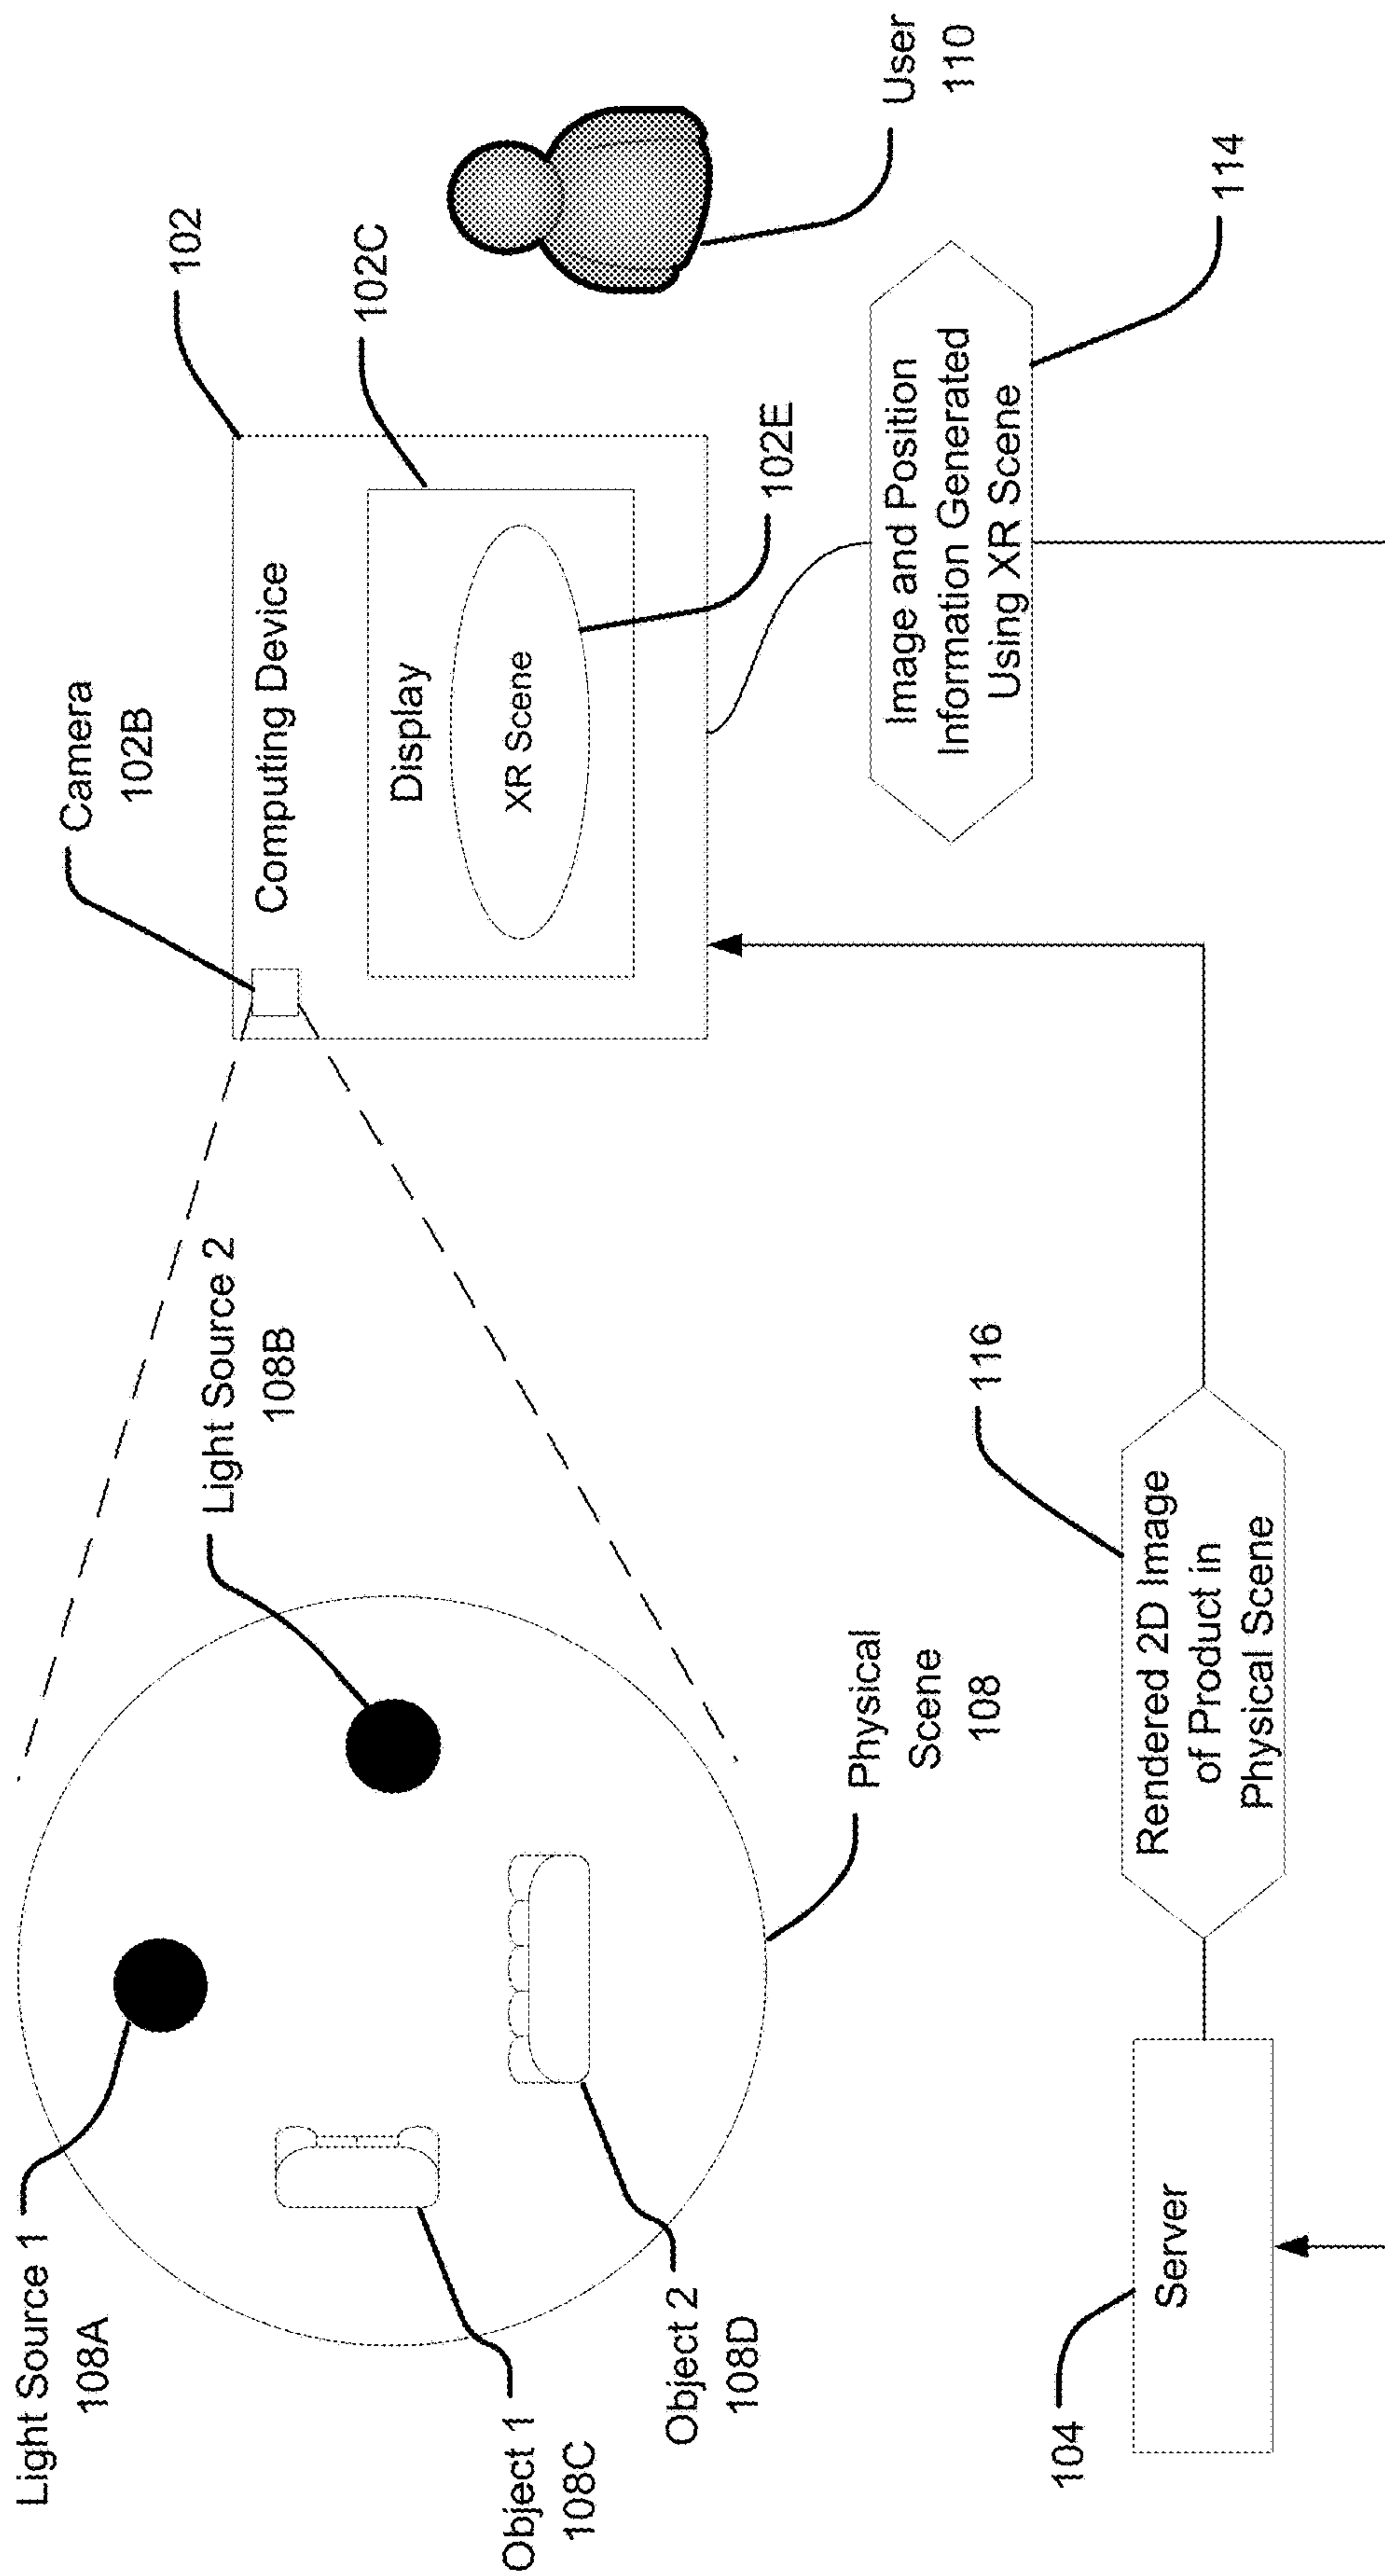 Light Source 1
108A
Light Source 2
108B
Camera
102B
102
Computing Device
102C
Display
XR Scene
102E
Object 1
108C
Object 2
108D
Physical
Scene
108
User
110
Image and Position
Information Generated
Using XR Scene
114
104
Server
116
Rendered 2D Image
of Product in
Physical Scene